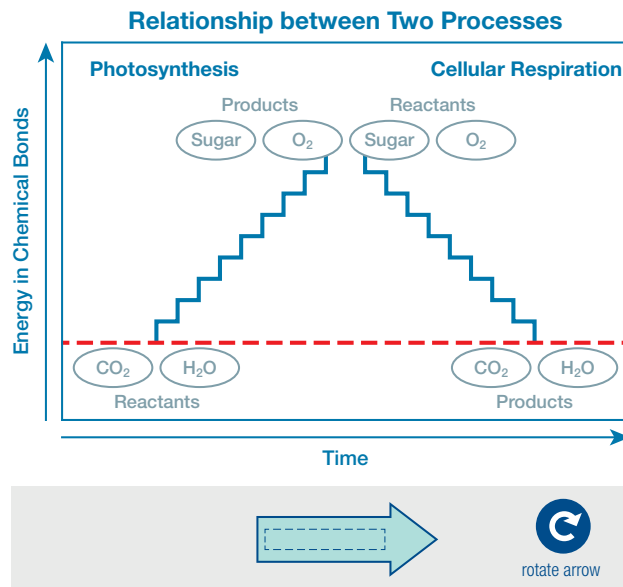 Relationship between Two Processes
Photosynthesis
Cellular Respiration
Products
Reactants
Sugar
O₂
Sugar
O₂
Energy in Chemical Bonds
CO₂
H₂O
CO₂
H₂O
Reactants
Products
Time
rotate arrow